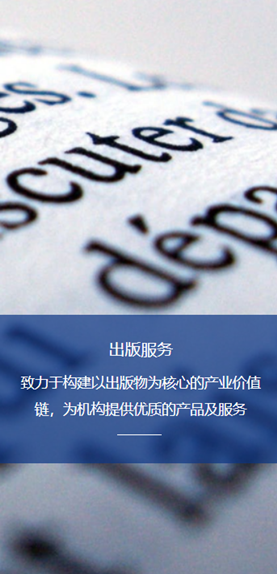 scuter de
dépa
出版服务
致力于构建以出版物为核心的产业价值
链，为机构提供优质的产品及服务